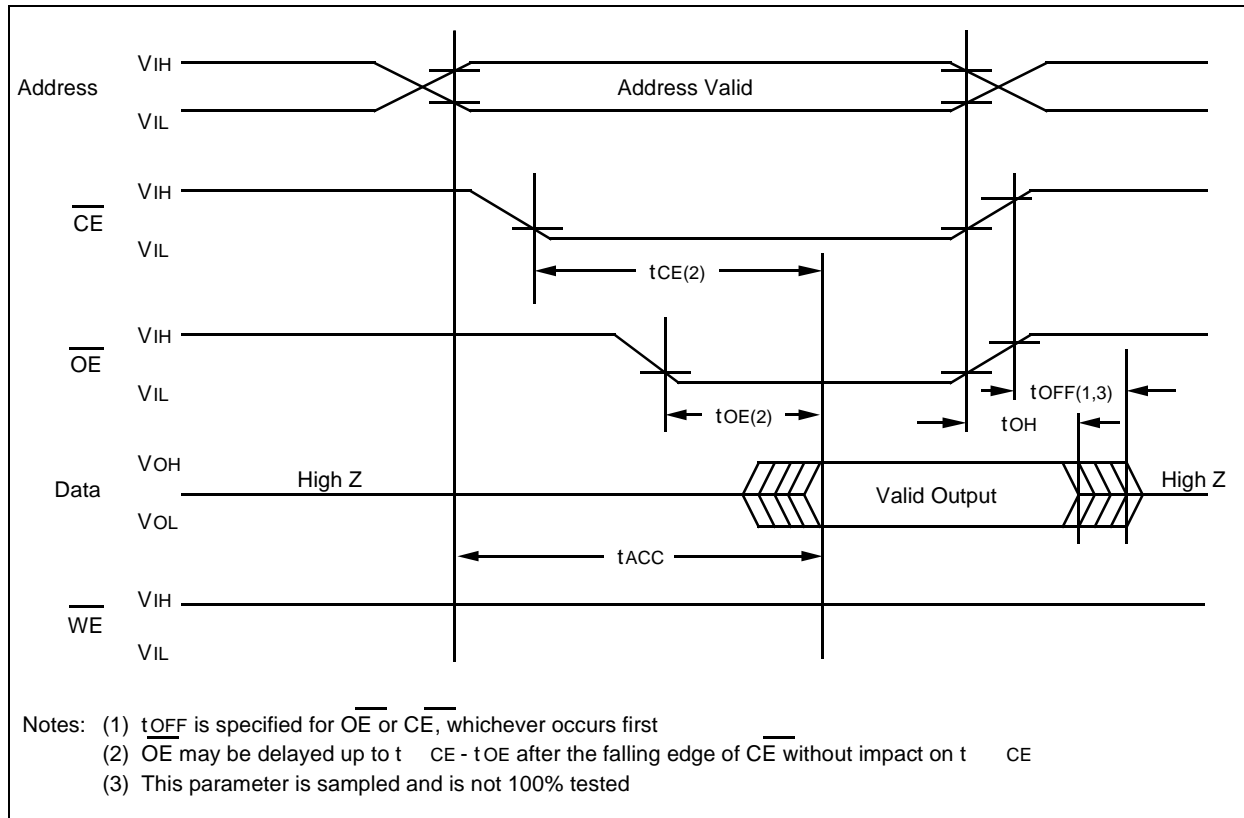 VIH
Address
Address Valid
VIL
VIH
CE
VIL
tCE(2)
VIH
OE
VIL
tOFF(1,3)
tOE(2)
tOH
VOH
High Z
Data
Valid Output
High Z
VOL
tACC
VIH
WE
VIL
Notes: (1) tOFF is specified for OE or CE, whichever occurs first
(2) OE may be delayed up to t CE - tOE after the falling edge of CE without impact on t CE
(3) This parameter is sampled and is not 100% tested